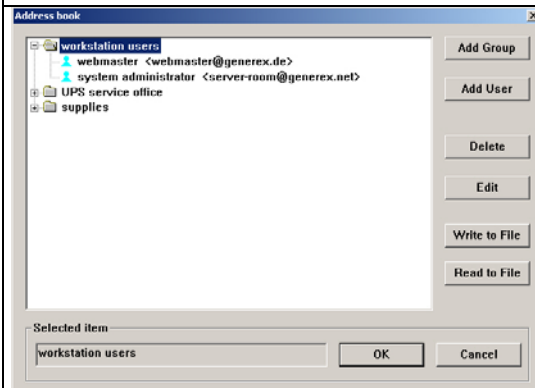 Address book
workstation users
webmaster <webmaster@generex.de>
system administrator <server-room@generex.net>
UPS service office
supplies
Add Group
Add User
Delete
Edit
Write to File
Read to File
Selected item
workstation users
OK
Cancel